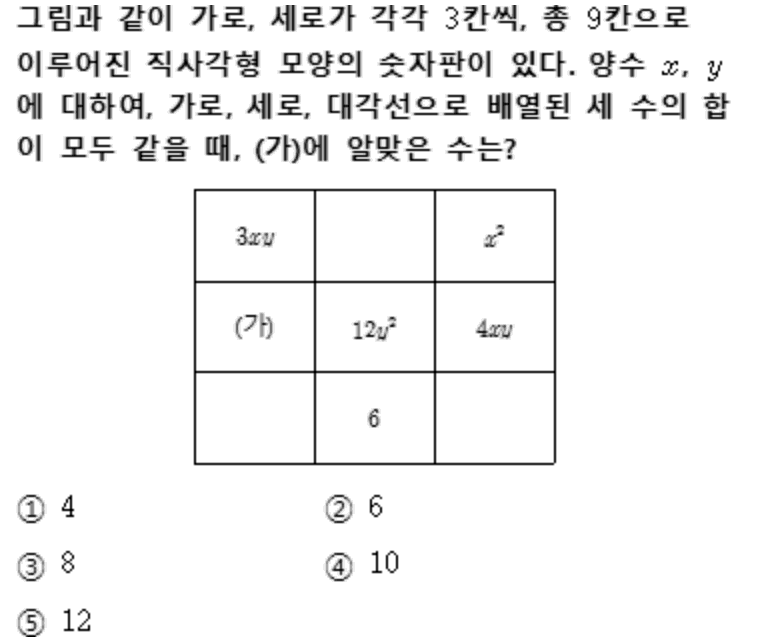 그림과 같이 가로, 세로가 각각 3칸씩, 총 9칸으로
이루어진 직사각형 모양의 숫자판이 있다. 양수 x, y
에 대하여, 가로, 세로, 대각선으로 배열된 세 수의 합
이 모두 같을 때, (가)에 알맞은 수는?
3xy x²
(가) 12y² 4xy
6
① 4 ② 6
③ 8 ④ 10
⑤ 12